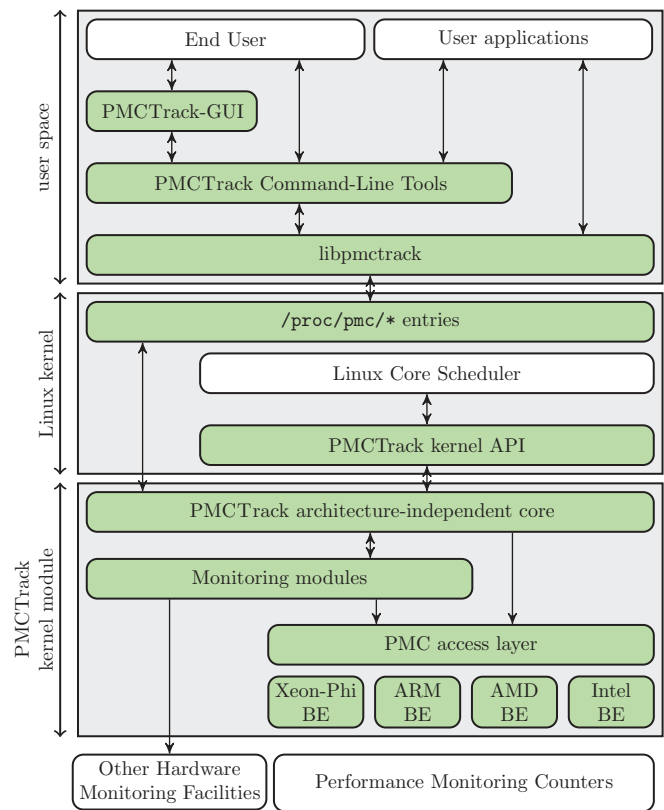 End User
User applications
PMCTrack-GUI
PMCTrack Command-Line Tools
libpmctrack
user space
/proc/pmc/* entries
Linux Core Scheduler
PMCTrack kernel API
Linux kernel
PMCTrack architecture-independent core
Monitoring modules
PMC access layer
Xeon-Phi
BE
ARM
BE
AMD
BE
Intel
BE
PMCTrack
kernel module
Other Hardware
Monitoring Facilities
Performance Monitoring Counters